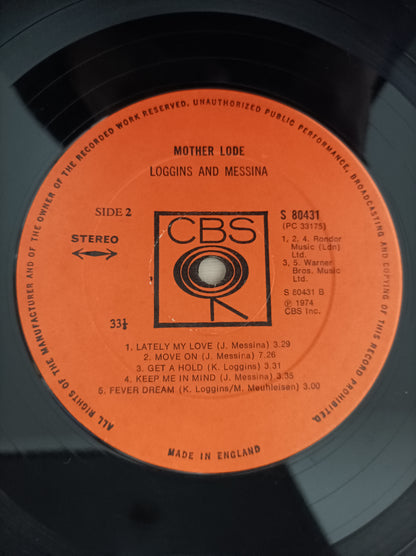 ALL RIGHTS OF THE MANUFACTURER AND OF THE OWNER OF THE RECORDED WORK RESERVED. UNAUTHORIZED PUBLIC PERFORMANCE, BROADCASTING AND COPYING OF THIS RECORD PROHIBITED.
MOTHER LODE
LOGGINS AND MESSINA
SIDE 2
STEREO
CBS
S 80431
(PC 33175)
1, 2, 4. Rondor
Music (Ldn)
Ltd.
3, 5. Warner
Bros. Music
Ltd.
S 80431 B
℗ 1974
CBS Inc.
33⅓
1. LATELY MY LOVE (J. Messina) 3.29
2. MOVE ON (J. Messina) 7.26
3. GET A HOLD (K. Loggins) 3.31
4. KEEP ME IN MIND (J. Messina) 3.35
5. FEVER DREAM (K. Loggins/M. Meuhleisen) 3.00
MADE IN ENGLAND